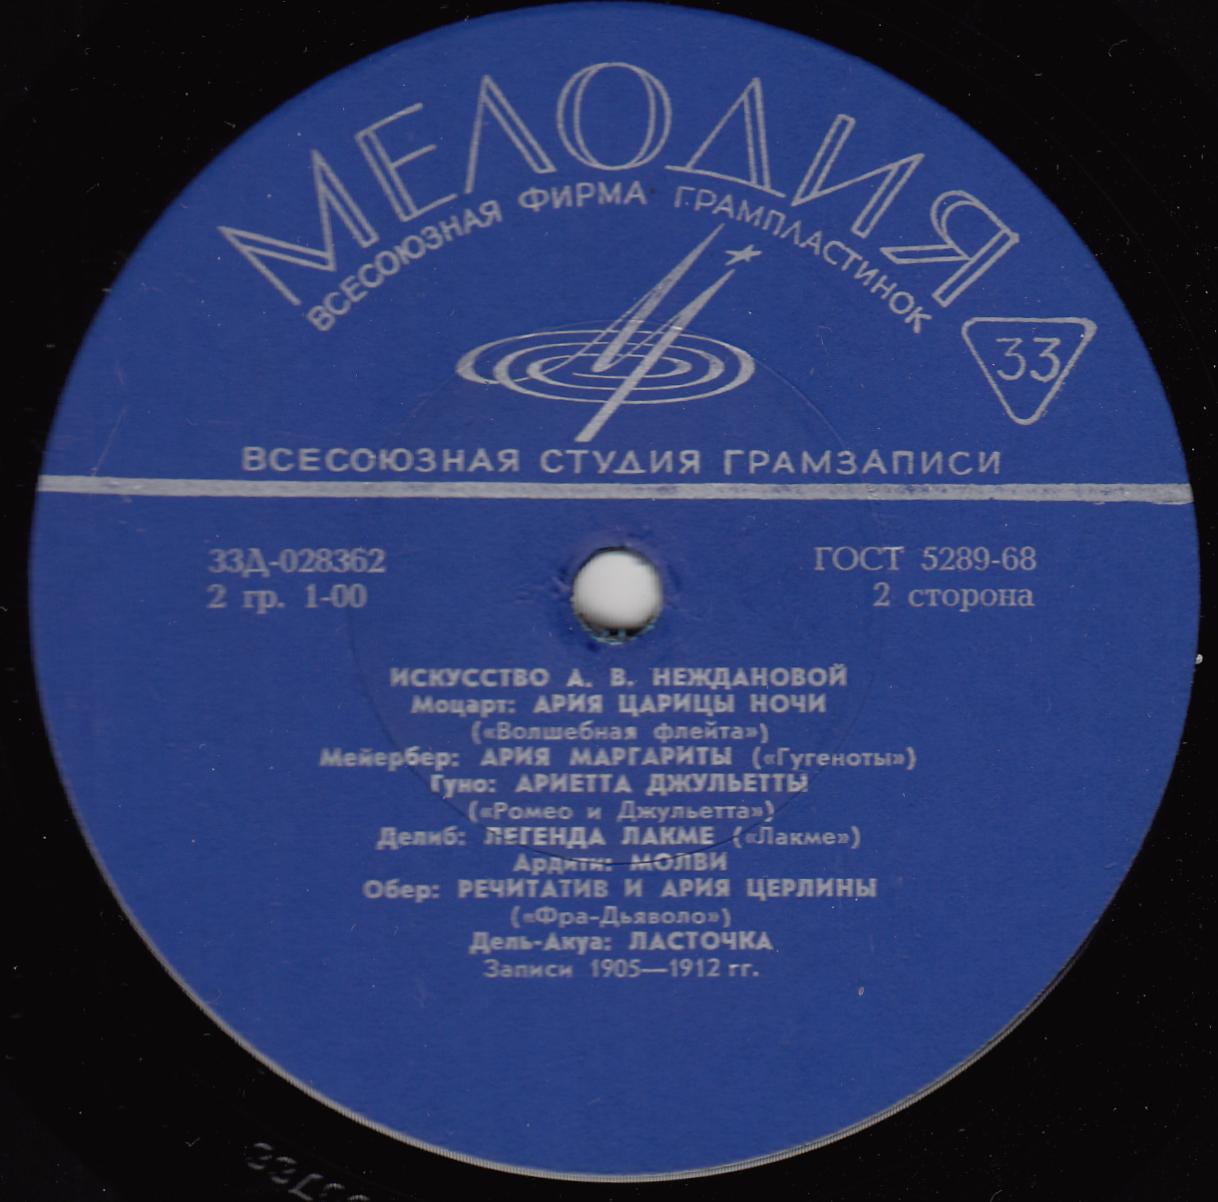 МЕЛОДИЯ
ВСЕСОЮЗНАЯ ФИРМА ГРАМПЛАСТИНОК
33
ВСЕСОЮЗНАЯ СТУДИЯ ГРАМЗАПИСИ
33Д-028362
2 гр. 1-00
ГОСТ 5289-68
2 сторона
ИСКУССТВО А. В. НЕЖДАНОВОЙ
Моцарт: АРИЯ ЦАРИЦЫ НОЧИ
(«Волшебная флейта»)
Мейербер: АРИЯ МАРГАРИТЫ («Гугеноты»)
Гуно: АРИЕТТА ДЖУЛЬЕТТЫ
(«Ромео и Джульетта»)
Делиб: ЛЕГЕНДА ЛАКМЕ («Лакме»)
Ардити: МОЛВИ
Обер: РЕЧИТАТИВ И АРИЯ ЦЕРЛИНЫ
(«Фра-Дьяволо»)
Дель-Акуа: ЛАСТОЧКА
Записи 1905—1912 гг.